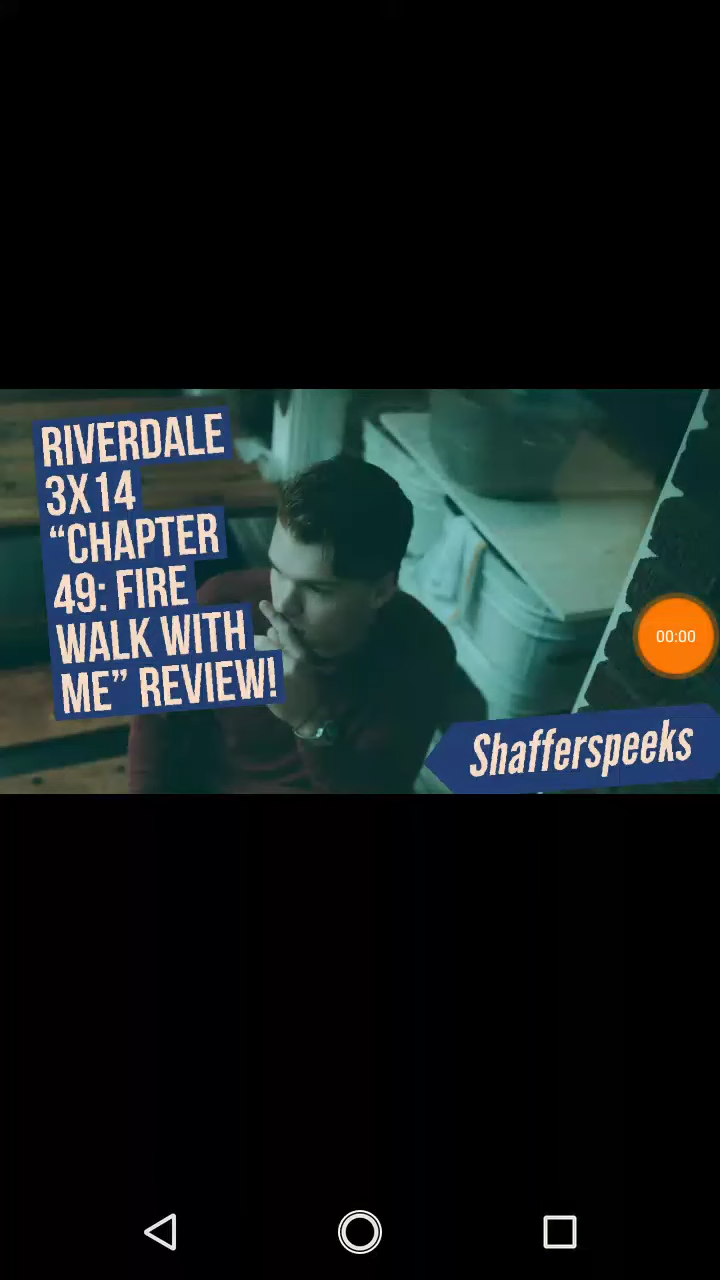 RIVERDALE
3X14
“CHAPTER
49: FIRE
WALK WITH
ME” REVIEW!
00:00
Shafferspeeks